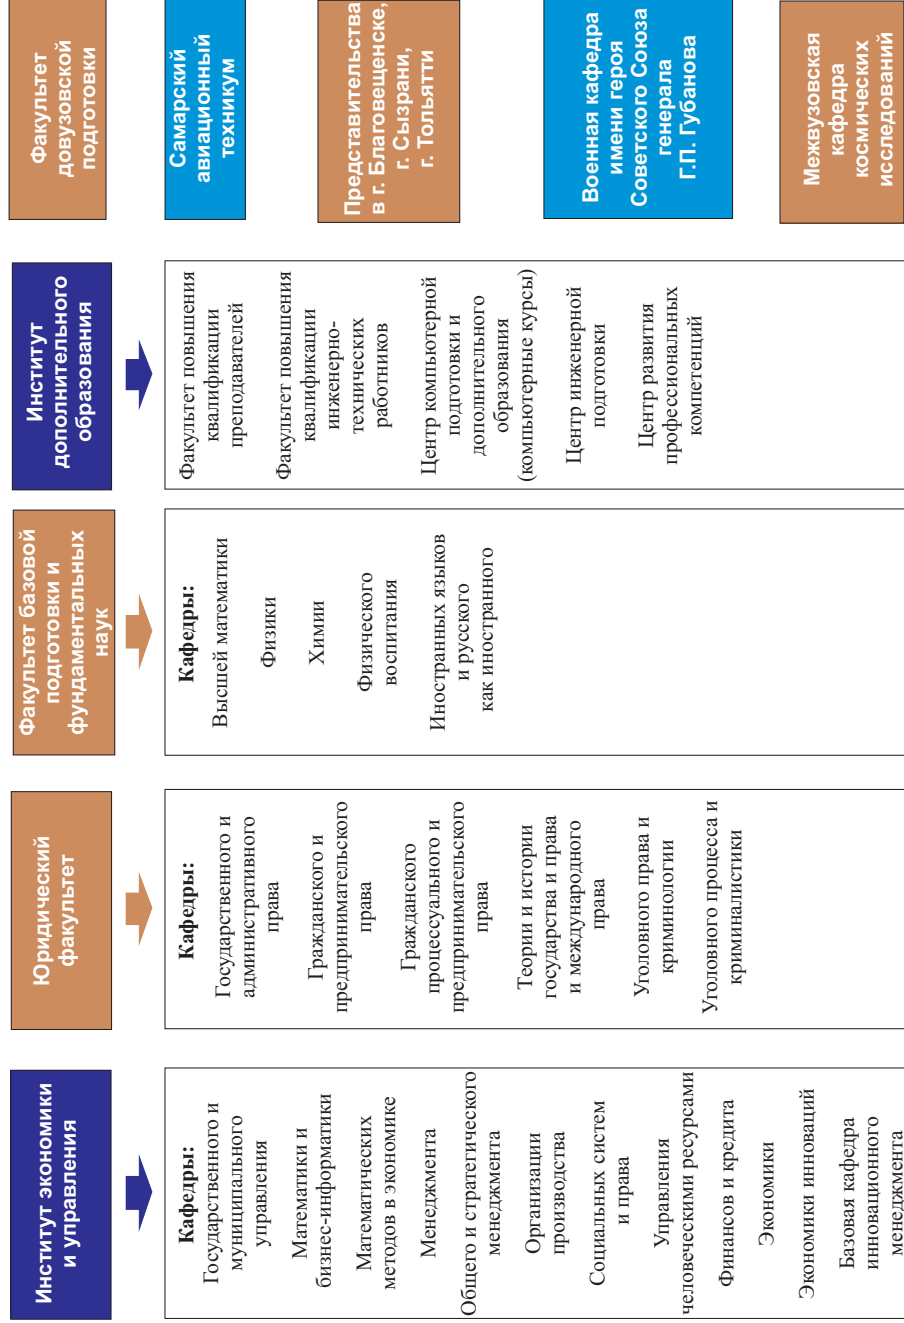 Институт экономики
и управления
Кафедры:
Государственного и
муниципального
управления
Математики и
бизнес-информатики
Математических
методов в экономике
Менеджмента
Общего и стратегического
менеджмента
Организации
производства
Социальных систем
и права
Управления
человеческими ресурсами
Финансов и кредита
Экономики
Экономики инноваций
Базовая кафедра
инновационного
менеджмента
Юридический
факультет
Кафедры:
Государственного и
административного
права
Гражданского и
предпринимательского
права
Гражданского
процессуального и
предпринимательского
права
Теории и истории
государства и права
и международного
права
Уголовного права и
криминологии
Уголовного процесса и
криминалистики
Факультет базовой
подготовки и
фундаментальных
наук
Кафедры:
Высшей математики
Физики
Химии
Физического
воспитания
Иностранных языков
и русского
как иностранного
Институт
дополнительного
образования
Факультет повышения
квалификации
преподавателей
Факультет повышения
квалификации
инженерно-
технических
работников
Центр компьютерной
подготовки и
дополнительного
образования
(компьютерные курсы)
Центр инженерной
подготовки
Центр развития
профессиональных
компетенций
Факультет
довузовской
подготовки
Самарский
авиационный
техникум
Представительства
в г. Благовещенске,
г. Сызрани,
г. Тольятти
Военная кафедра
имени героя
Советского Союза
генерала
Г.П. Губанова
Межвузовская
кафедра
космических
исследований